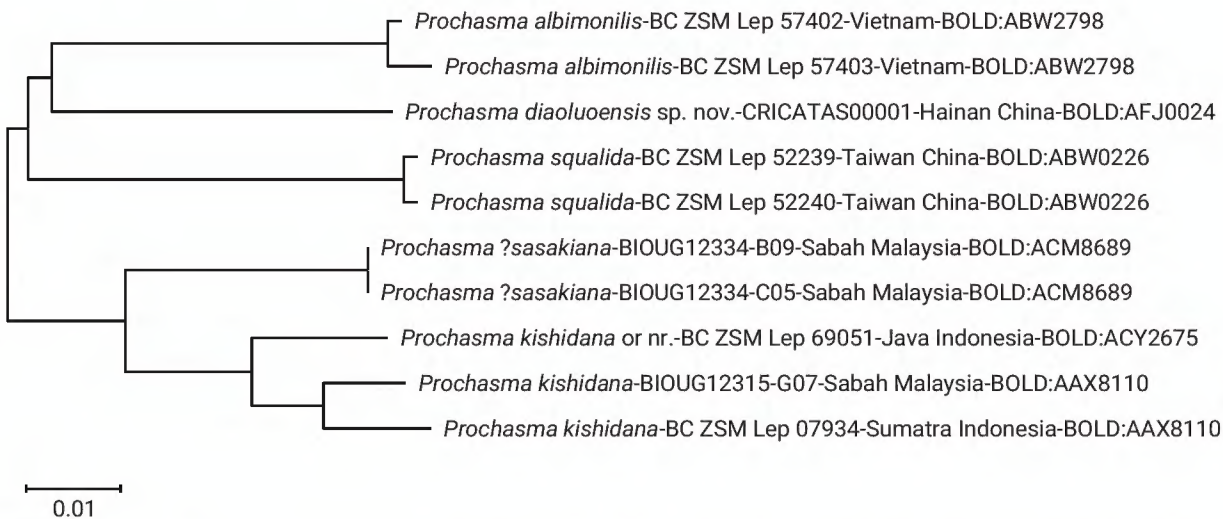 Prochasma albimonilis-BC ZSM Lep 57402-Vietnam-BOLD:ABW2798
Prochasma albimonilis-BC ZSM Lep 57403-Vietnam-BOLD:ABW2798
Prochasma diaoluoensis sp. nov.-CRICATAS00001-Hainan China-BOLD:AFJ0024
Prochasma squalida-BC ZSM Lep 52239-Taiwan China-BOLD:ABW0226
Prochasma squalida-BC ZSM Lep 52240-Taiwan China-BOLD:ABW0226
Prochasma ?sasakiana-BIOUG12334-B09-Sabah Malaysia-BOLD:ACM8689
Prochasma ?sasakiana-BIOUG12334-C05-Sabah Malaysia-BOLD:ACM8689
Prochasma kishidana or nr.-BC ZSM Lep 69051-Java Indonesia-BOLD:ACY2675
Prochasma kishidana-BIOUG12315-G07-Sabah Malaysia-BOLD:AAX8110
Prochasma kishidana-BC ZSM Lep 07934-Sumatra Indonesia-BOLD:AAX8110
0.01